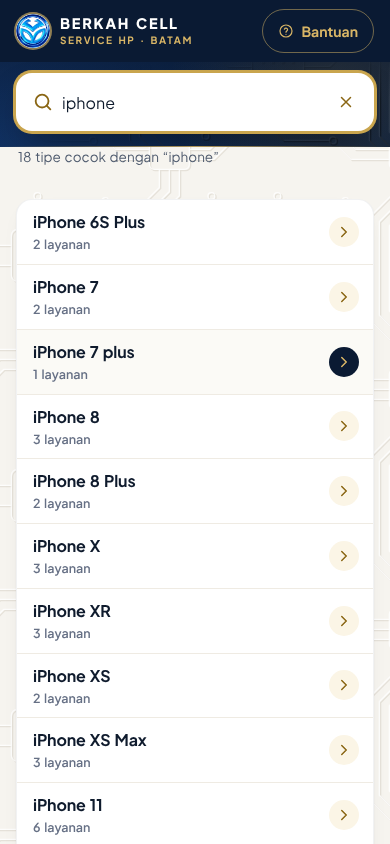 BERKAH CELL
SERVICE HP · BATAM
Bantuan
iphone
18 tipe cocok dengan “iphone”
iPhone 6S Plus
2 layanan
iPhone 7
2 layanan
iPhone 7 plus
1 layanan
iPhone 8
3 layanan
iPhone 8 Plus
2 layanan
iPhone X
3 layanan
iPhone XR
3 layanan
iPhone XS
2 layanan
iPhone XS Max
3 layanan
iPhone 11
6 layanan